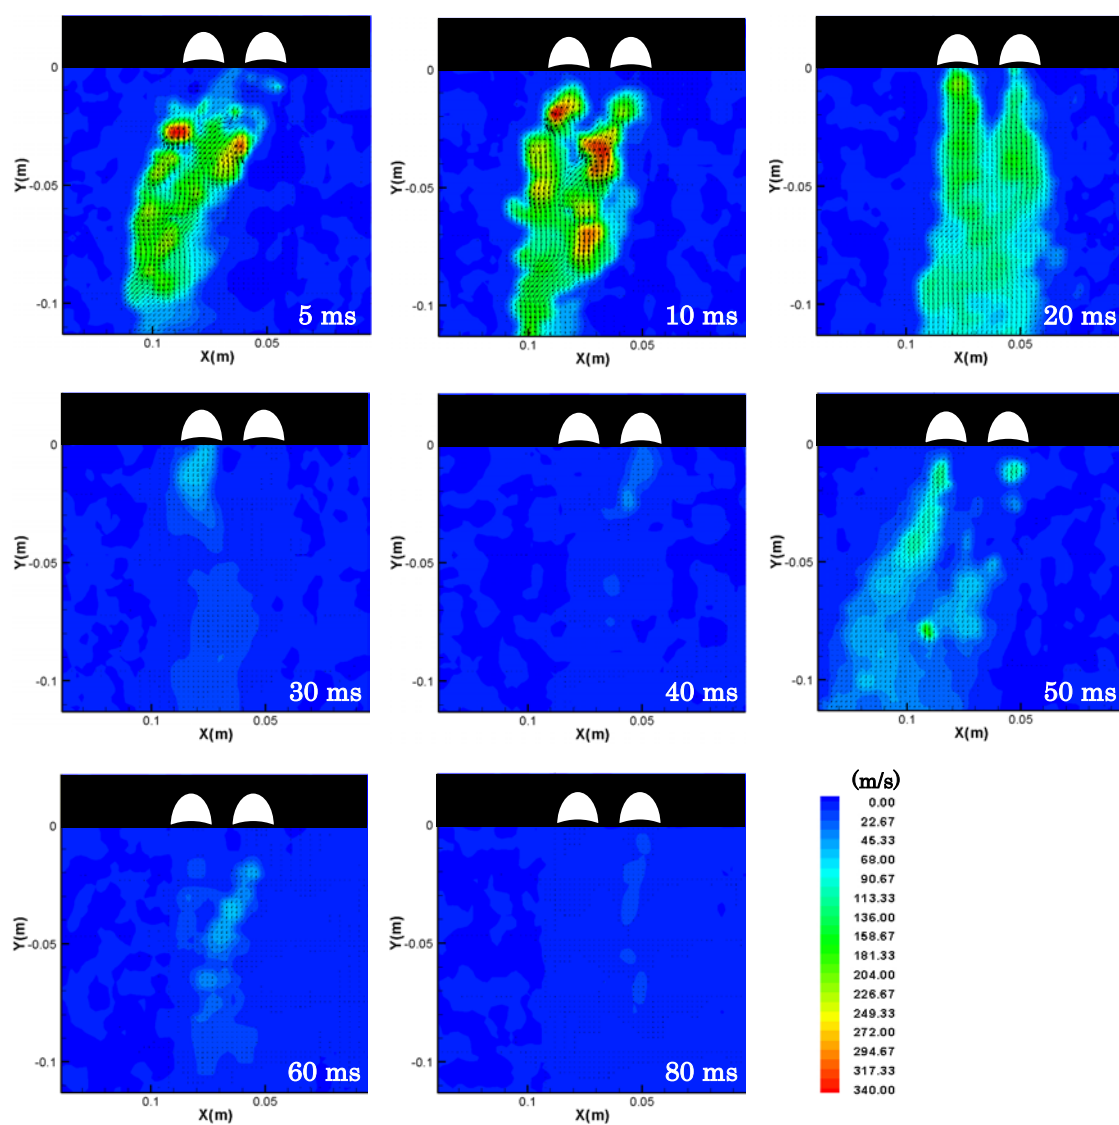 0
Y(m)
-0.05
-0.1
5 ms
0.1
0.05
X(m)
0
Y(m)
-0.05
-0.1
10 ms
0.1
0.05
X(m)
0
Y(m)
-0.05
-0.1
20 ms
0.1
0.05
X(m)
0
Y(m)
-0.05
-0.1
30 ms
0.1
0.05
X(m)
0
Y(m)
-0.05
-0.1
40 ms
0.1
0.05
X(m)
0
Y(m)
-0.05
-0.1
50 ms
0.1
0.05
X(m)
0
Y(m)
-0.05
-0.1
60 ms
0.1
0.05
X(m)
0
Y(m)
-0.05
-0.1
80 ms
0.1
0.05
X(m)
(m/s)
0.00
22.67
45.33
68.00
90.67
113.33
136.00
158.67
181.33
204.00
226.67
249.33
272.00
294.67
317.33
340.00